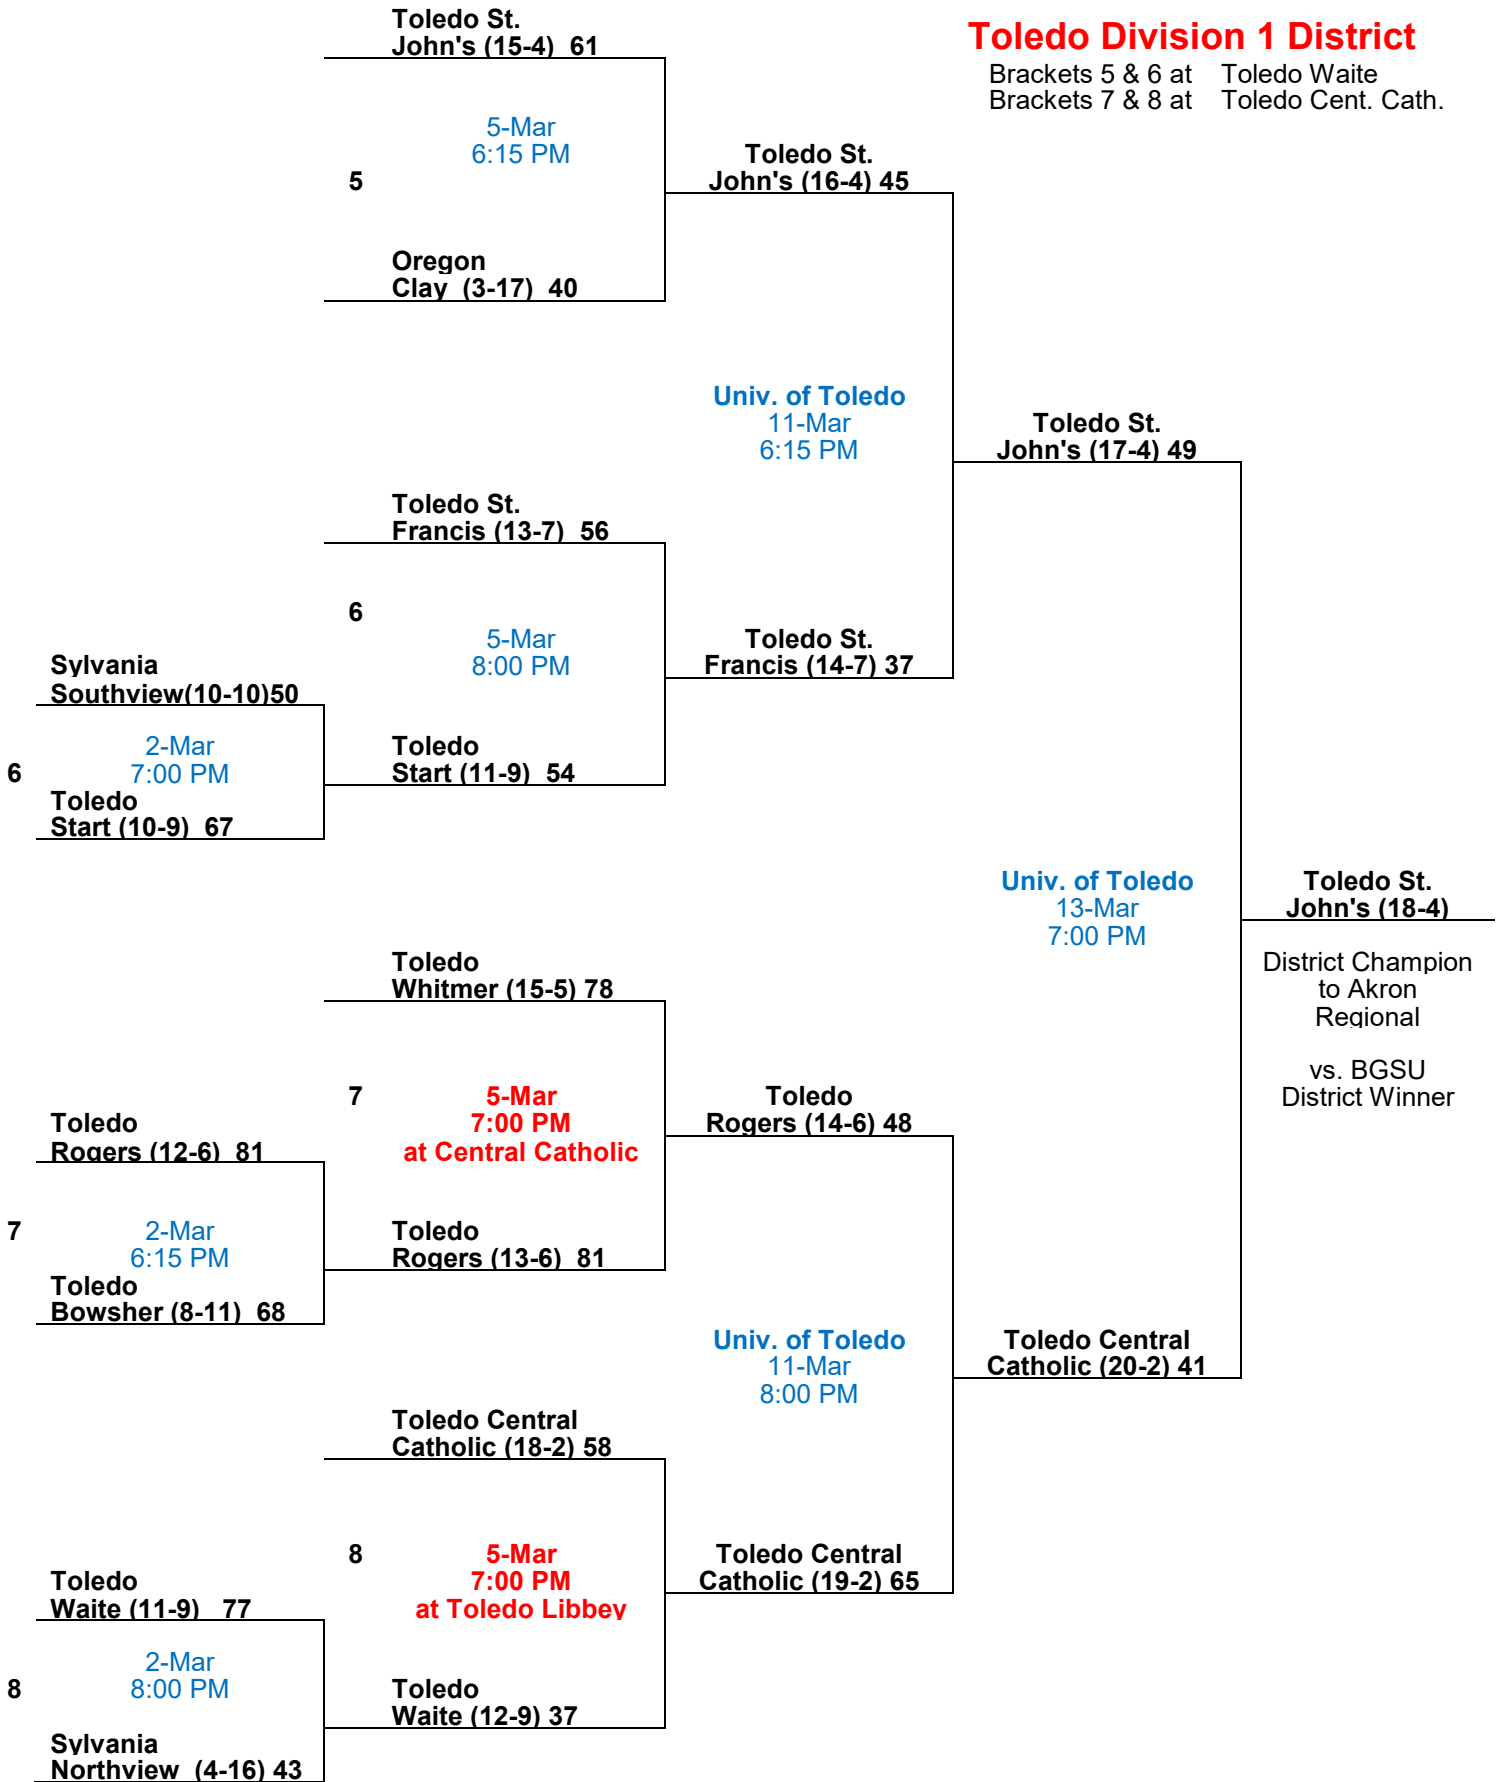 Toledo St.
John's (15-4)  61
Toledo Division 1 District
Brackets 5 & 6 at    Toledo Waite
Brackets 7 & 8 at    Toledo Cent. Cath.
5-Mar
6:15 PM
5
Toledo St.
John's (16-4) 45
Oregon
Clay  (3-17)  40
Univ. of Toledo
11-Mar
6:15 PM
Toledo St.
John's (17-4) 49
Toledo St.
Francis (13-7)  56
6
5-Mar
8:00 PM
Toledo St.
Francis (14-7) 37
Sylvania
Southview(10-10)50
6
2-Mar
7:00 PM
Toledo
Start (11-9)  54
Toledo
Start (10-9)  67
Univ. of Toledo
13-Mar
7:00 PM
Toledo St.
John's (18-4)
District Champion
to Akron
Regional
vs. BGSU
District Winner
Toledo
Whitmer (15-5) 78
7
5-Mar
7:00 PM
at Central Catholic
Toledo
Rogers (14-6) 48
Toledo
Rogers (12-6)  81
7
2-Mar
6:15 PM
Toledo
Rogers (13-6)  81
Toledo
Bowsher (8-11)  68
Univ. of Toledo
11-Mar
8:00 PM
Toledo Central
Catholic (20-2) 41
Toledo Central
Catholic (18-2) 58
8
5-Mar
7:00 PM
at Toledo Libbey
Toledo Central
Catholic (19-2) 65
Toledo
Waite (11-9)   77
8
2-Mar
8:00 PM
Toledo
Waite (12-9) 37
Sylvania
Northview  (4-16) 43